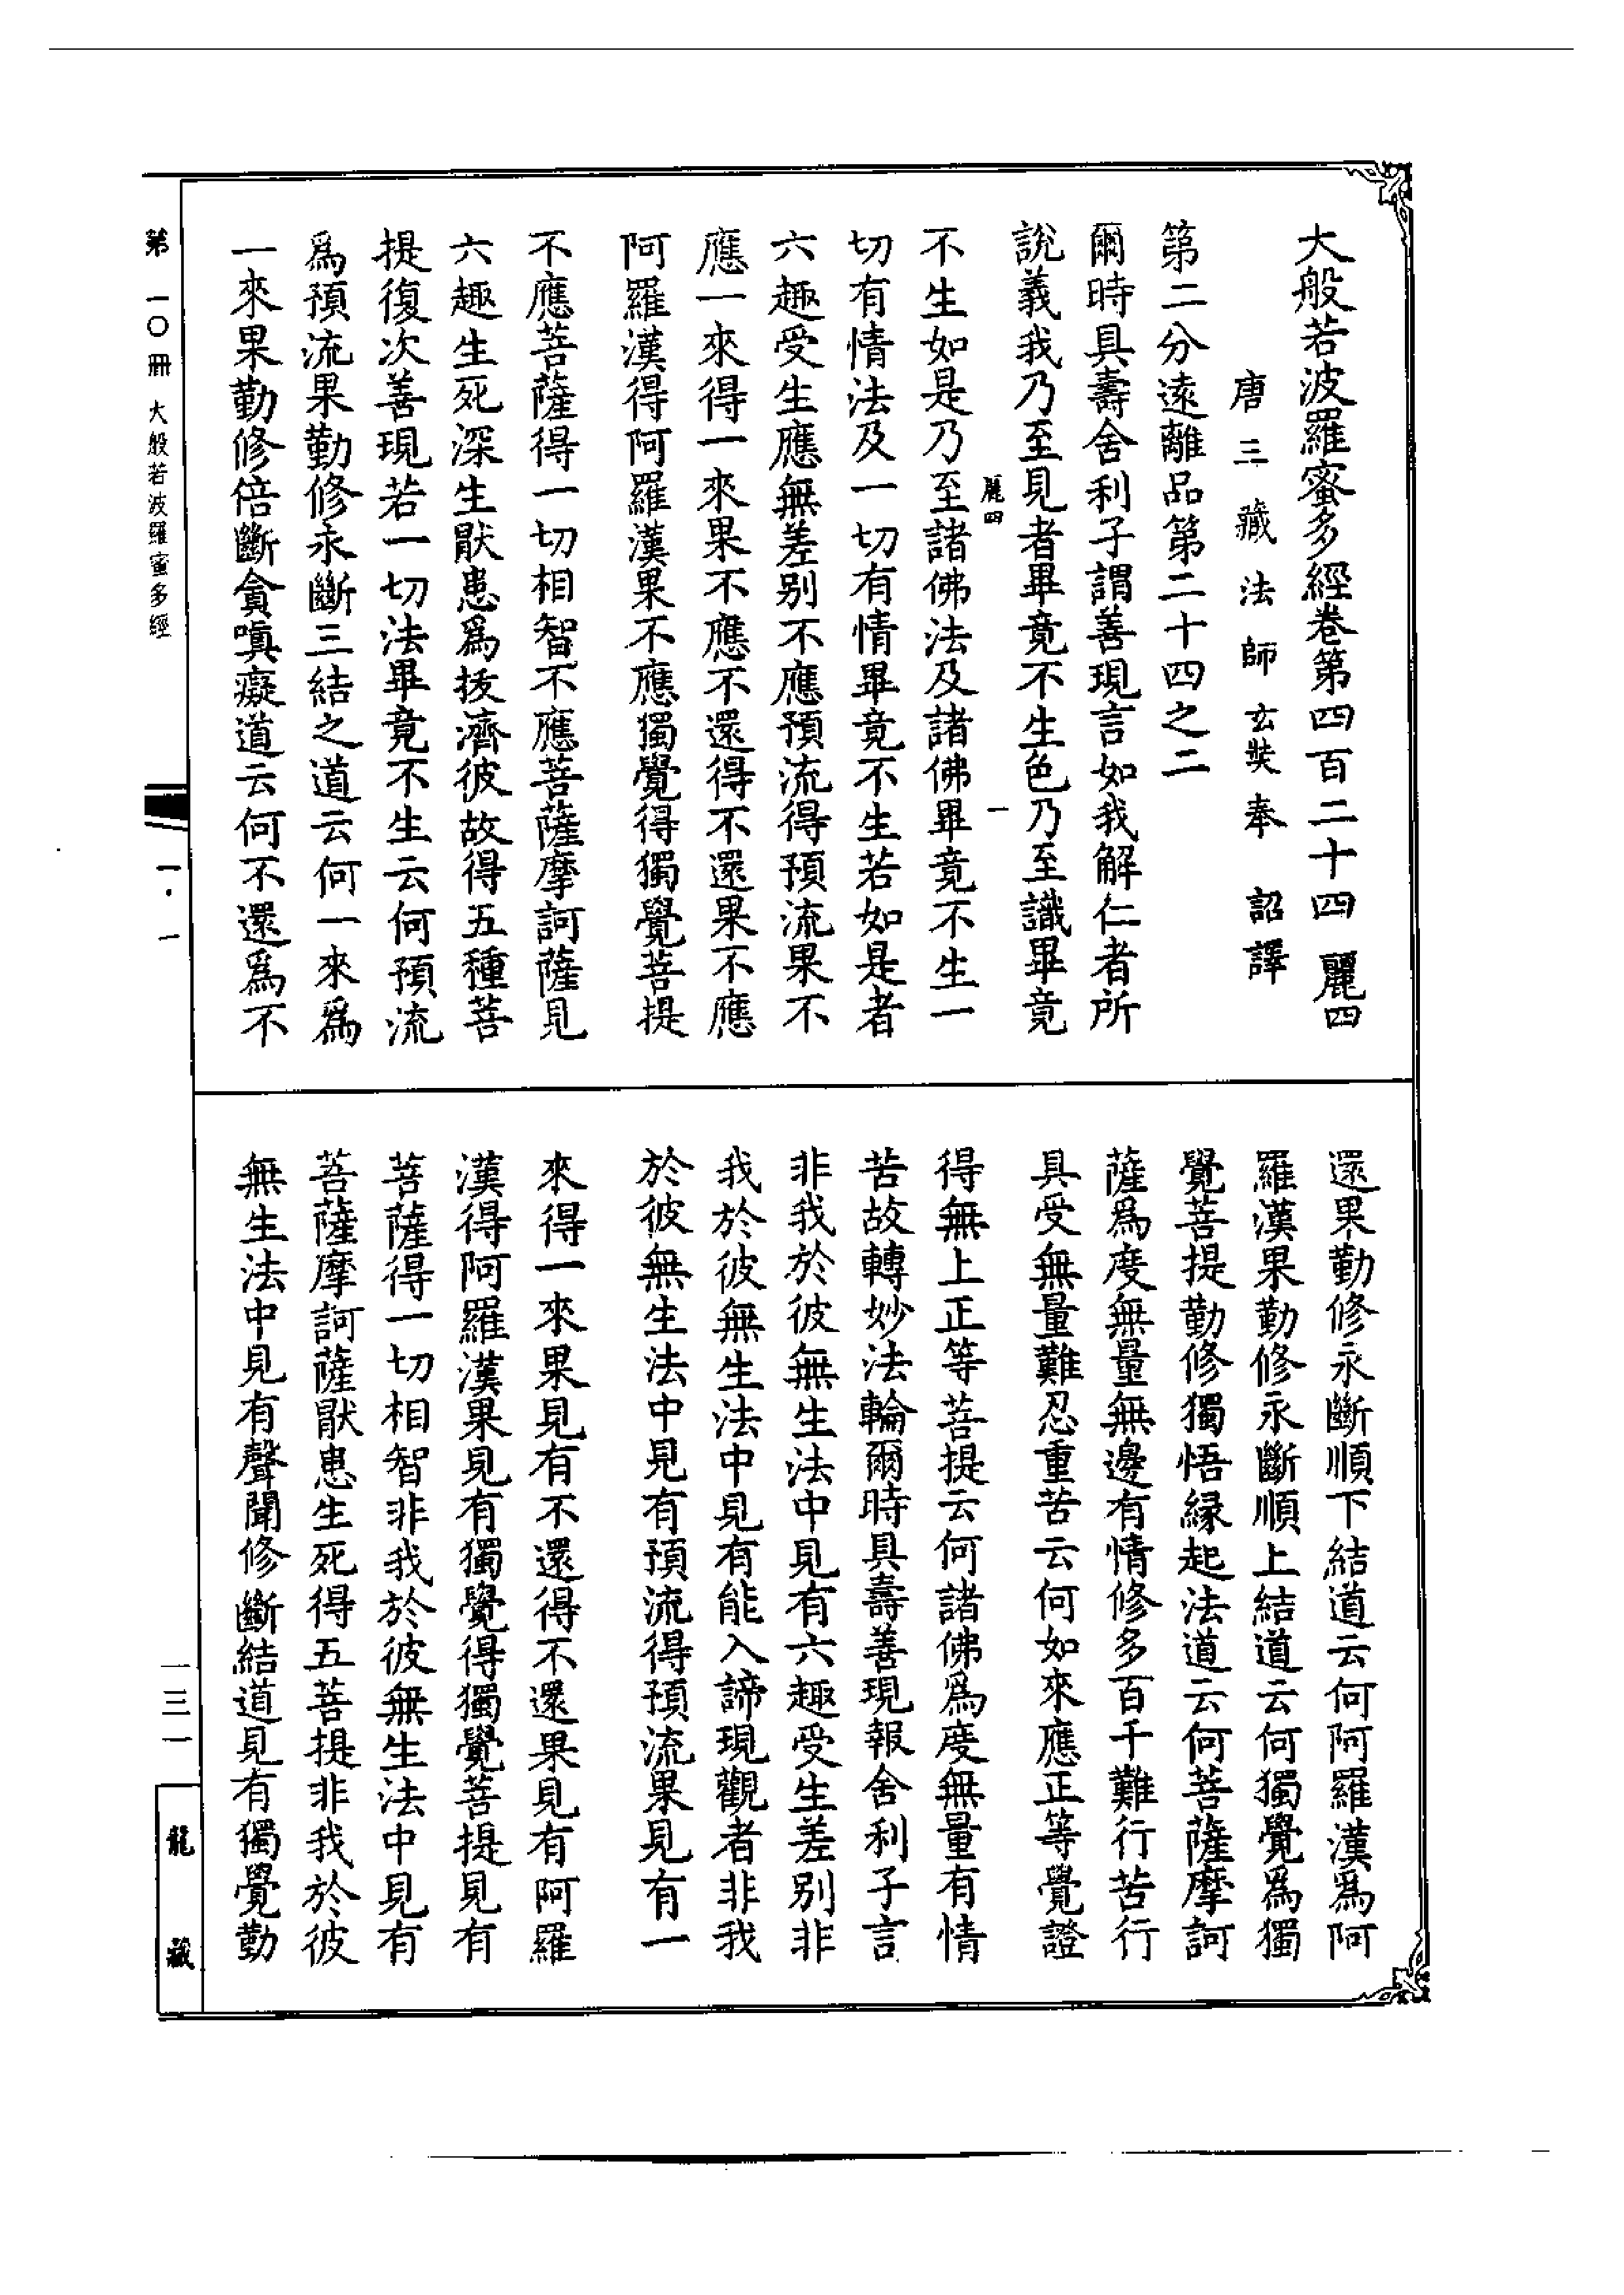 大般若波羅蜜多經卷第四百二十四 麗四
唐三藏法師玄奘奉 詔譯
第二分遠離品第二十四之二
爾時具壽舍利子謂善現言如我解仁者所
說義我乃至見者畢竟不生色乃至識畢竟
麗四 一
不生如是乃至諸佛法及諸佛畢竟不生一
切有情法及一切有情畢竟不生若如是者
六趣受生應無差別不應預流得預流果不
應一來得一來果不應不還得不還果不應
阿羅漢得阿羅漢果不應獨覺得獨覺菩提
不應菩薩得一切相智不應菩薩摩訶薩見
六趣生死深生猒患爲拔濟彼故得五種菩
提復次善現若一切法畢竟不生云何預流
爲預流果勤修永斷三結之道云何一來爲
一來果勤修倍斷貪嗔癡道云何不還爲不
還果勤修永斷順下結道云何阿羅漢爲阿
羅漢果勤修永斷順上結道云何獨覺爲獨
覺菩提勤修獨悟緣起法道云何菩薩摩訶
薩爲度無量無邊有情修多百千難行苦行
具受無量難忍重苦云何如來應正等覺證
得無上正等菩提云何諸佛爲度無量有情
苦故轉妙法輪爾時具壽善現報舍利子言
非我於彼無生法中見有六趣受生差別非
我於彼無生法中見有能入諦現觀者非我
於彼無生法中見有預流得預流果見有一
來得一來果見有不還得不還果見有阿羅
漢得阿羅漢果見有獨覺得獨覺菩提見有
菩薩得一切相智非我於彼無生法中見有
菩薩摩訶薩猒患生死得五菩提非我於彼
無生法中見有聲聞修斷結道見有獨覺勤
第一〇冊 大般若波羅蜜多經
一·一
一三一
龍藏